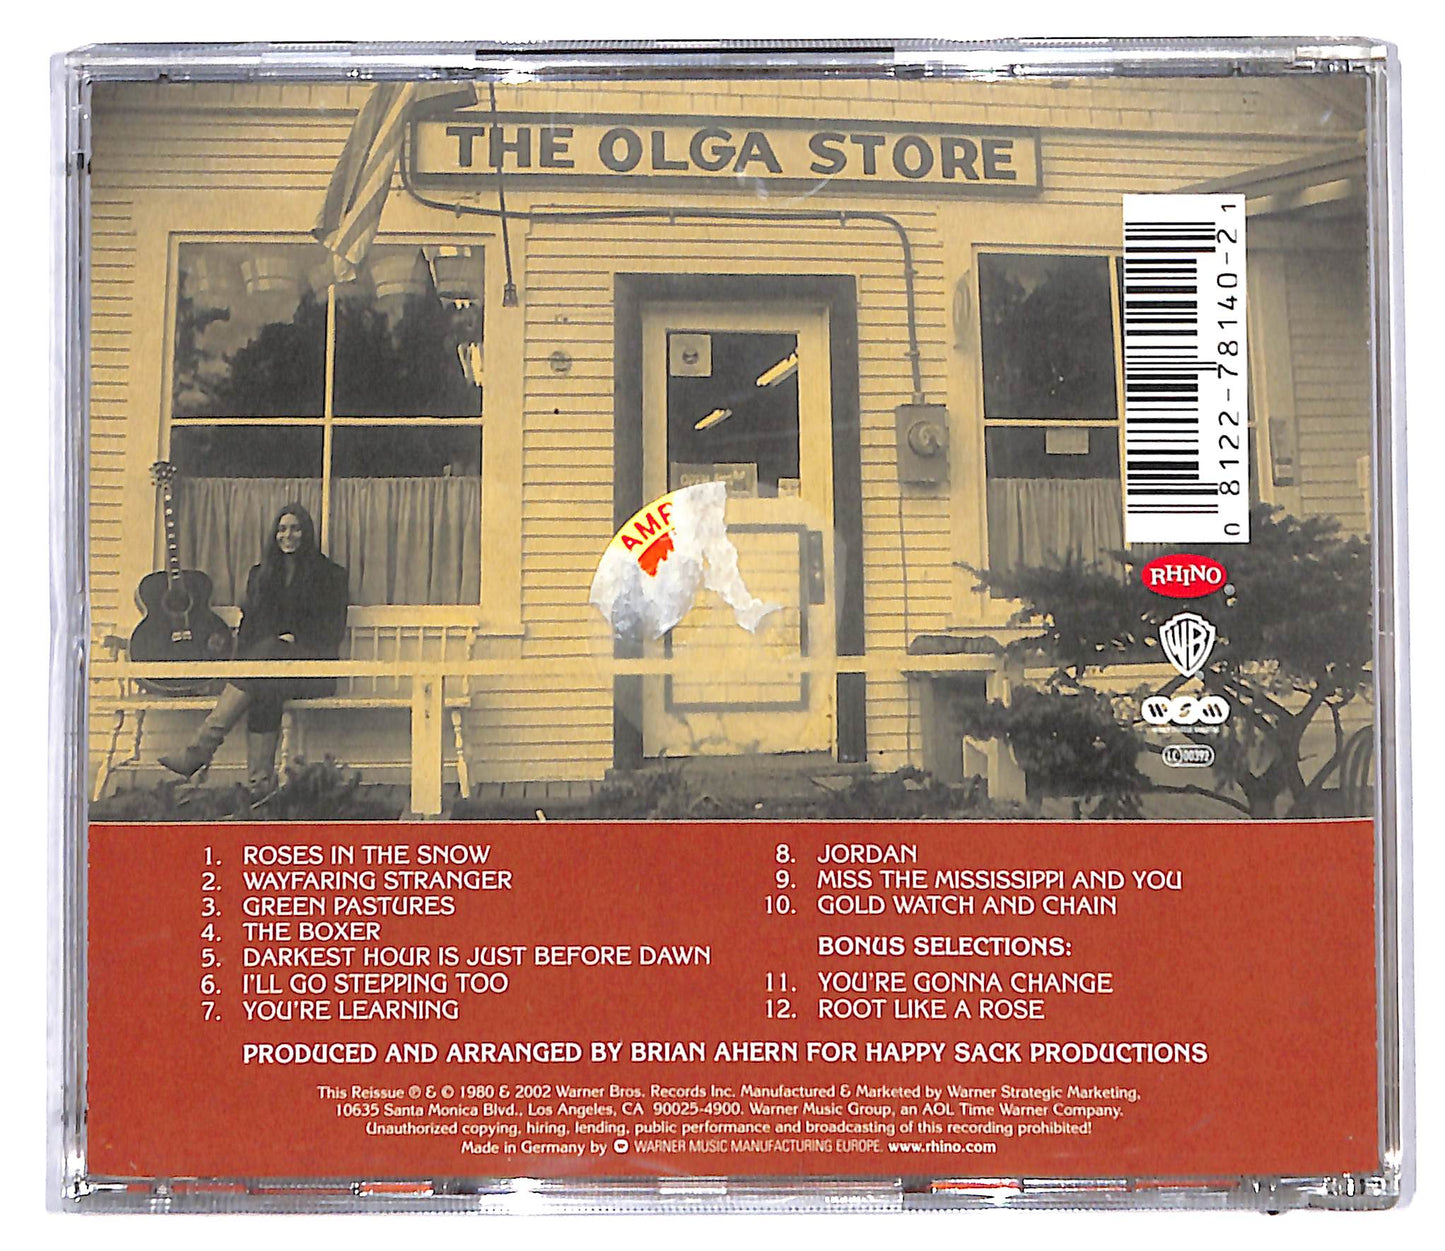 THE OLGA STORE
0 8122-78140-2 1
AMP
RHINO
WB
LC 00392
1. ROSES IN THE SNOW
2. WAYFARING STRANGER
3. GREEN PASTURES
4. THE BOXER
5. DARKEST HOUR IS JUST BEFORE DAWN
6. I'LL GO STEPPING TOO
7. YOU'RE LEARNING
8. JORDAN
9. MISS THE MISSISSIPPI AND YOU
10. GOLD WATCH AND CHAIN
BONUS SELECTIONS:
11. YOU'RE GONNA CHANGE
12. ROOT LIKE A ROSE
PRODUCED AND ARRANGED BY BRIAN AHERN FOR HAPPY SACK PRODUCTIONS
This Reissue ℗ & © 1980 & 2002 Warner Bros. Records Inc. Manufactured & Marketed by Warner Strategic Marketing,
10635 Santa Monica Blvd., Los Angeles, CA 90025-4900. Warner Music Group, an AOL Time Warner Company.
Unauthorized copying, hiring, lending, public performance and broadcasting of this recording prohibited!
Made in Germany by WARNER MUSIC MANUFACTURING EUROPE. www.rhino.com